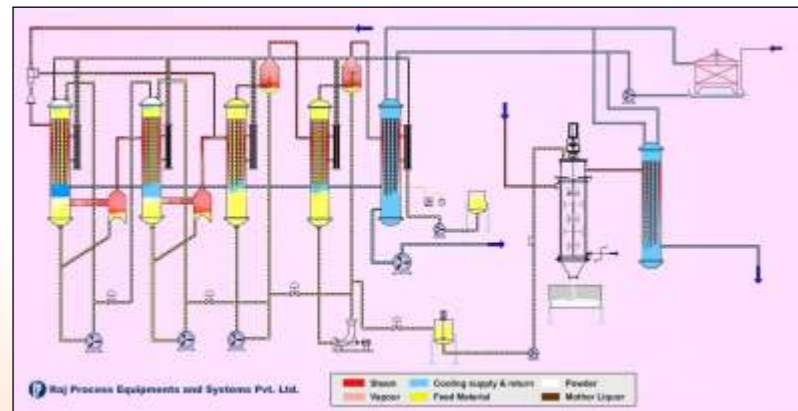 Raj Process Equipments and Systems Pvt. Ltd.
Steam
Cooling supply & return
Powder
Vapour
Feed Material
Mother Liquor